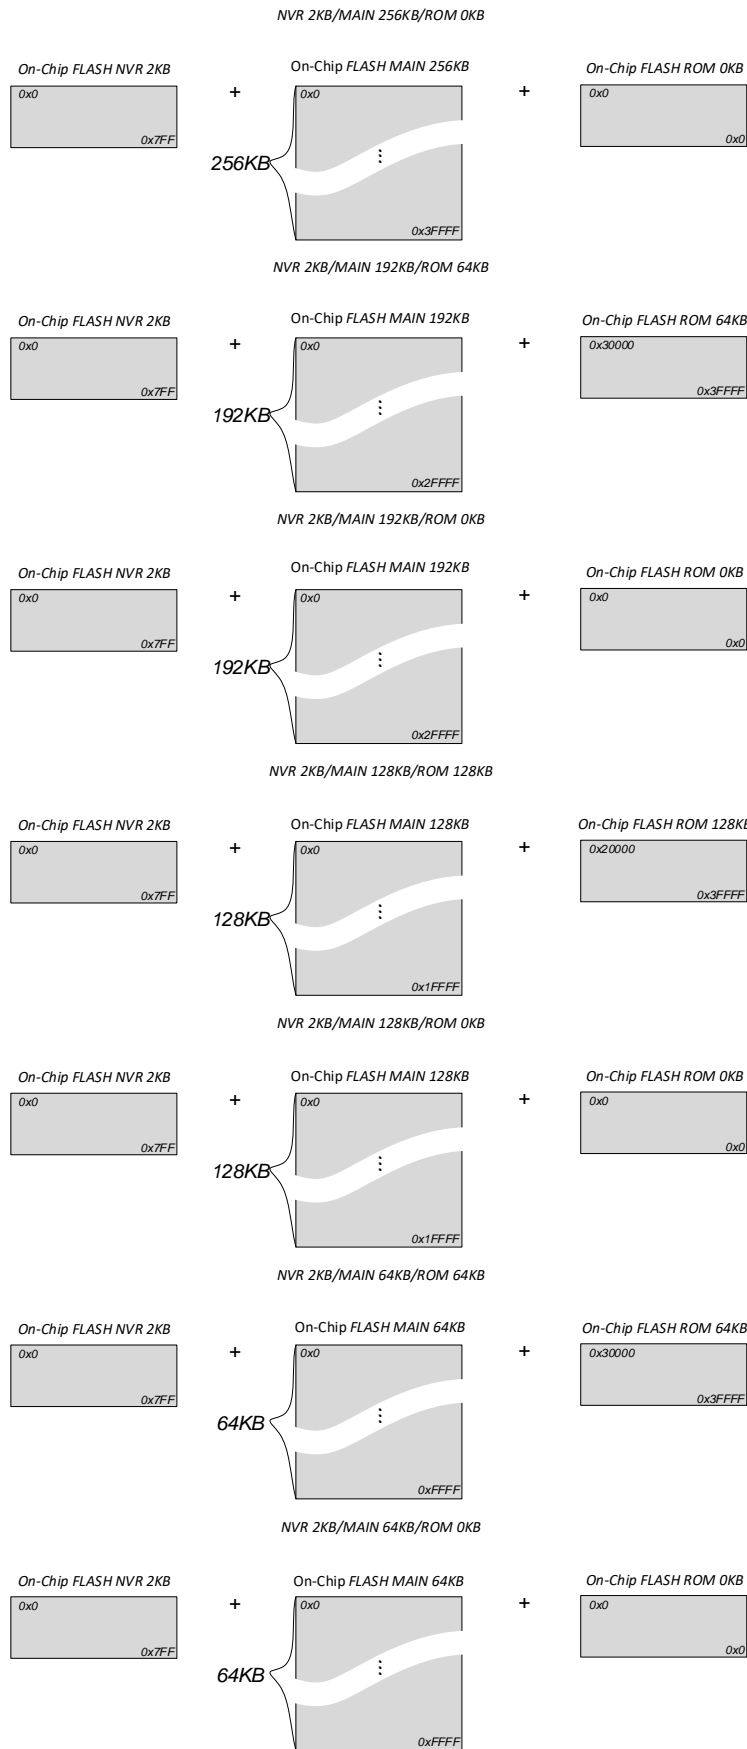 NVR 2KB/MAIN 256KB/ROM 0KB
On-Chip FLASH NVR 2KB + On-Chip FLASH MAIN 256KB + On-Chip FLASH ROM 0KB
0x0 0x0 0x0
0x7FF 0x0
256KB
0x3FFFF
NVR 2KB/MAIN 192KB/ROM 64KB
On-Chip FLASH NVR 2KB + On-Chip FLASH MAIN 192KB + On-Chip FLASH ROM 64KB
0x0 0x0 0x30000
0x7FF 0x3FFFF
192KB
0x2FFFF
NVR 2KB/MAIN 192KB/ROM 0KB
On-Chip FLASH NVR 2KB + On-Chip FLASH MAIN 192KB + On-Chip FLASH ROM 0KB
0x0 0x0 0x0
0x7FF 0x0
192KB
0x2FFFF
NVR 2KB/MAIN 128KB/ROM 128KB
On-Chip FLASH NVR 2KB + On-Chip FLASH MAIN 128KB + On-Chip FLASH ROM 128KB
0x0 0x0 0x20000
0x7FF 0x3FFFF
128KB
0x1FFFF
NVR 2KB/MAIN 128KB/ROM 0KB
On-Chip FLASH NVR 2KB + On-Chip FLASH MAIN 128KB + On-Chip FLASH ROM 0KB
0x0 0x0 0x0
0x7FF 0x0
128KB
0x1FFFF
NVR 2KB/MAIN 64KB/ROM 64KB
On-Chip FLASH NVR 2KB + On-Chip FLASH MAIN 64KB + On-Chip FLASH ROM 64KB
0x0 0x0 0x30000
0x7FF 0x3FFFF
64KB
0xFFFF
NVR 2KB/MAIN 64KB/ROM 0KB
On-Chip FLASH NVR 2KB + On-Chip FLASH MAIN 64KB + On-Chip FLASH ROM 0KB
0x0 0x0 0x0
0x7FF 0x0
64KB
0xFFFF